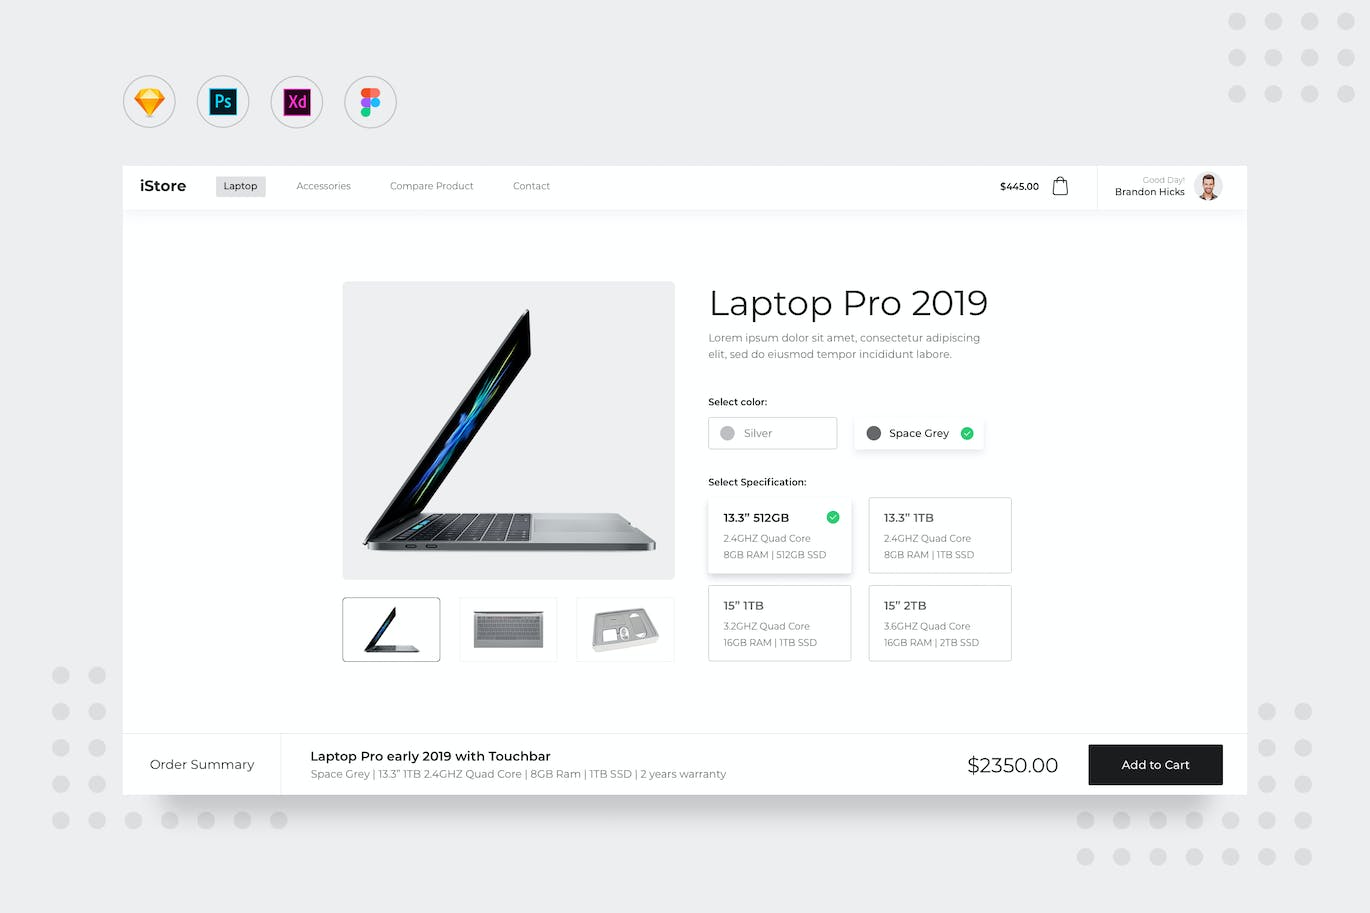 Ps
Xd
iStore
Laptop
Accessories
Compare Product
Contact
$445.00
Good Day!
Brandon Hicks
Laptop Pro 2019
Lorem ipsum dolor sit amet, consectetur adipiscing
elit, sed do eiusmod tempor incididunt labore.
Select color:
Silver
Space Grey
Select Specification:
13.3” 512GB
2.4GHZ Quad Core
8GB RAM | 512GB SSD
13.3” 1TB
2.4GHZ Quad Core
8GB RAM | 1TB SSD
15” 1TB
3.2GHZ Quad Core
16GB RAM | 1TB SSD
15” 2TB
3.6GHZ Quad Core
16GB RAM | 2TB SSD
Order Summary
Laptop Pro early 2019 with Touchbar
Space Grey | 13.3” 1TB 2.4GHZ Quad Core | 8GB Ram | 1TB SSD | 2 years warranty
$2350.00
Add to Cart